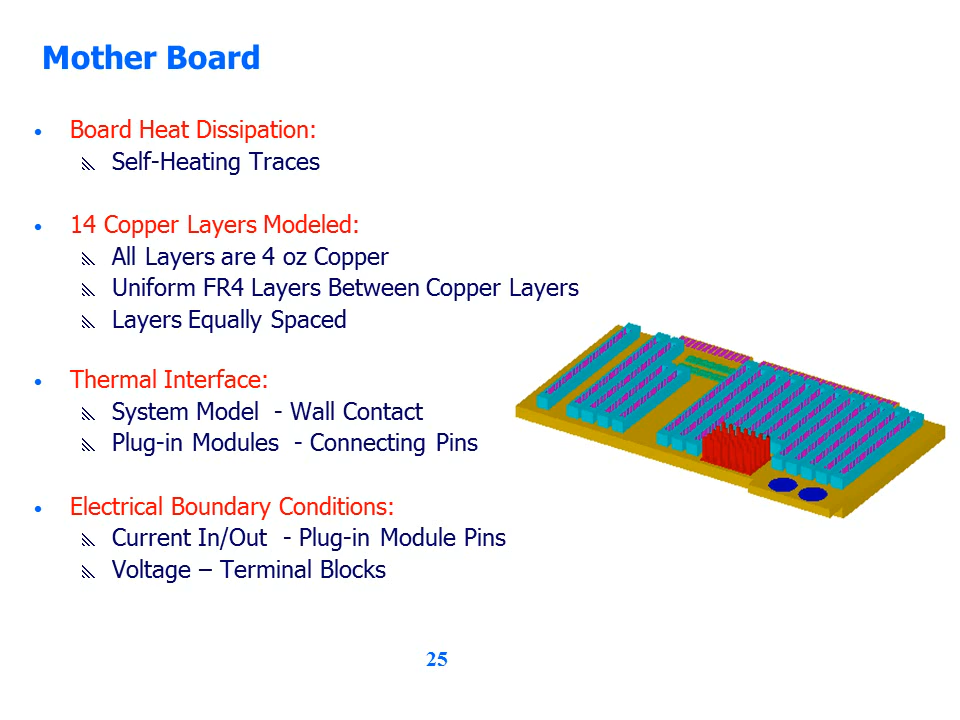 Mother Board
• Board Heat Dissipation:
Self-Heating Traces
• 14 Copper Layers Modeled:
All Layers are 4 oz Copper
Uniform FR4 Layers Between Copper Layers
Layers Equally Spaced
• Thermal Interface:
System Model - Wall Contact
Plug-in Modules - Connecting Pins
• Electrical Boundary Conditions:
Current In/Out - Plug-in Module Pins
Voltage – Terminal Blocks
25